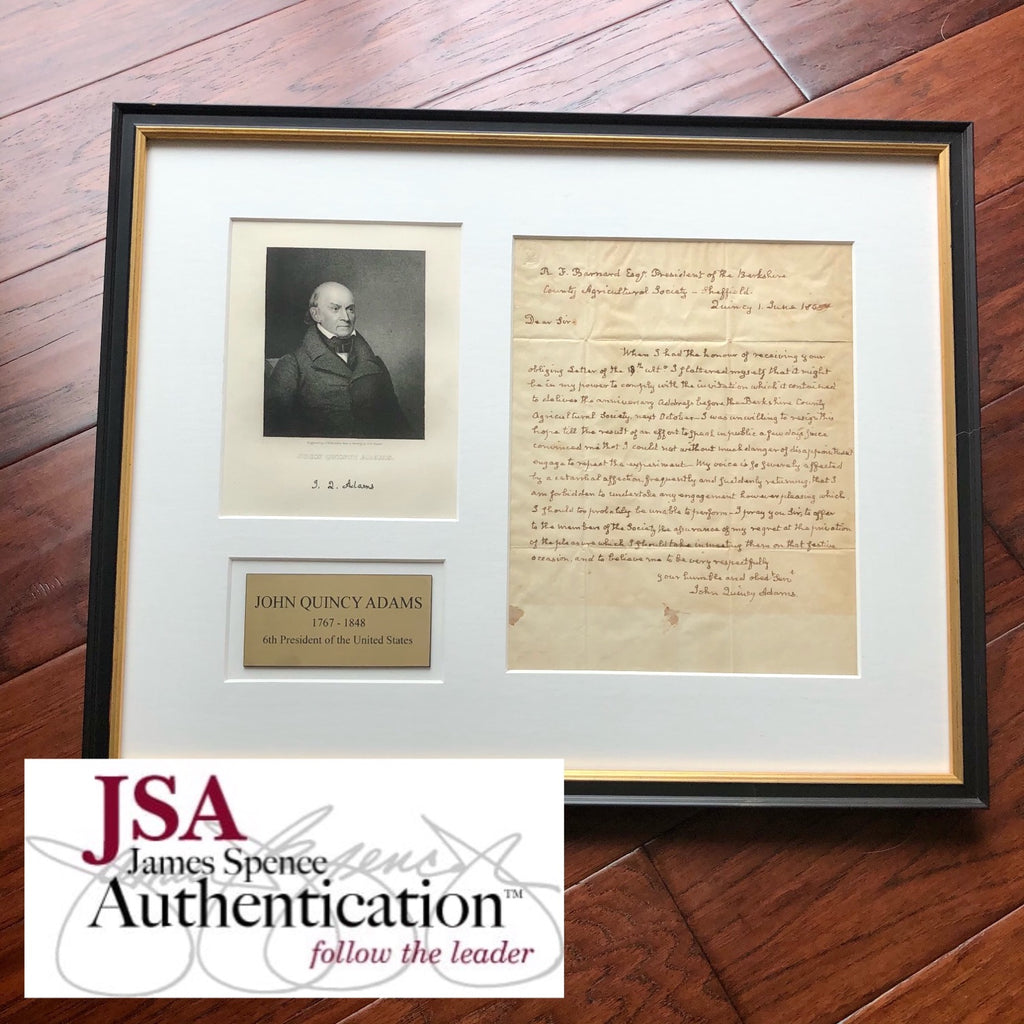 JOHN QUINCY ADAMS.
J. Q. Adams
JOHN QUINCY ADAMS
1767 - 1848
6th President of the United States
R. F. Barnard Esqr. President of the Berkshire
County Agricultural Society - Sheffield.
Quincy 1. June
Dear Sir.
When I had the honour of receiving your
obliging Letter of the 18th ulto I flattered myself that it might
be in my power to comply with the invitation which it contained
to deliver the anniversary Address before the Berkshire County
Agricultural Society, next October - I was unwilling to resign this
hope till the result of an effort to speak in public a few days since
convinced me that I could not without much danger of disappointment
engage to repeat the experiment - My voice is so severely affected
by a catarrhal affection, frequently and suddenly returning, that I
am forbidden to undertake any engagement however pleasing which
I should too probably be unable to perform - I pray you Sir, to offer
to the members of the Society the assurance of my regret at the privation
of the pleasure which I should take in meeting them on that festive
occasion, and to believe me to be very respectfully
your humble and obedt Servt
John Quincy Adams.
JSA
James Spence
Authentication™
follow the leader